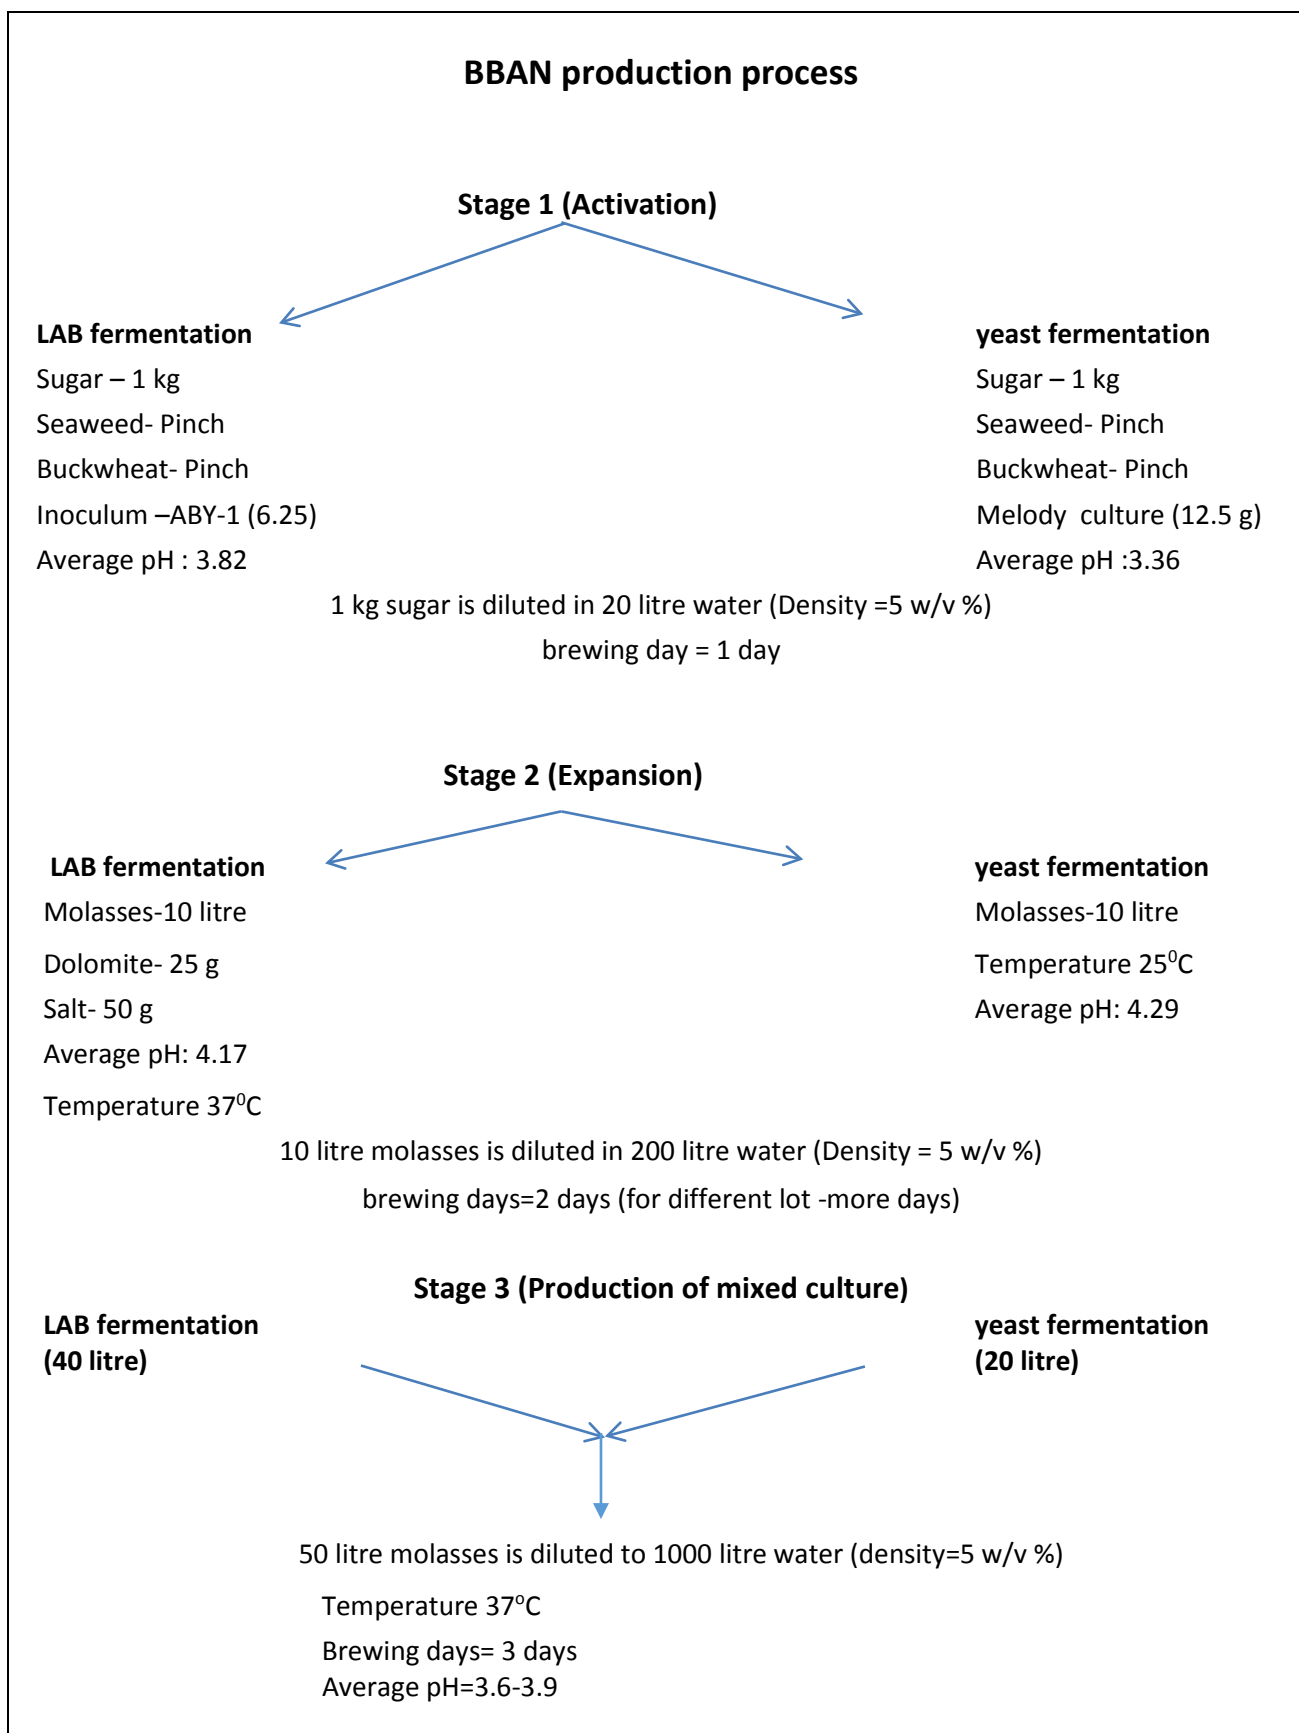 BBAN production process
Stage 1 (Activation)
LAB fermentation
Sugar – 1 kg
Seaweed- Pinch
Buckwheat- Pinch
Inoculum –ABY-1 (6.25)
Average pH : 3.82
yeast fermentation
Sugar – 1 kg
Seaweed- Pinch
Buckwheat- Pinch
Melody  culture (12.5 g)
Average pH :3.36
1 kg sugar is diluted in 20 litre water (Density =5 w/v %)
brewing day = 1 day
Stage 2 (Expansion)
LAB fermentation
Molasses-10 litre
Dolomite- 25 g
Salt- 50 g
Average pH: 4.17
Temperature 37⁰C
yeast fermentation
Molasses-10 litre
Temperature 25⁰C
Average pH: 4.29
10 litre molasses is diluted in 200 litre water (Density = 5 w/v %)
brewing days=2 days (for different lot -more days)
Stage 3 (Production of mixed culture)
LAB fermentation
(40 litre)
yeast fermentation
(20 litre)
50 litre molasses is diluted to 1000 litre water (density=5 w/v %)
Temperature 37ᵒC
Brewing days= 3 days
Average pH=3.6-3.9